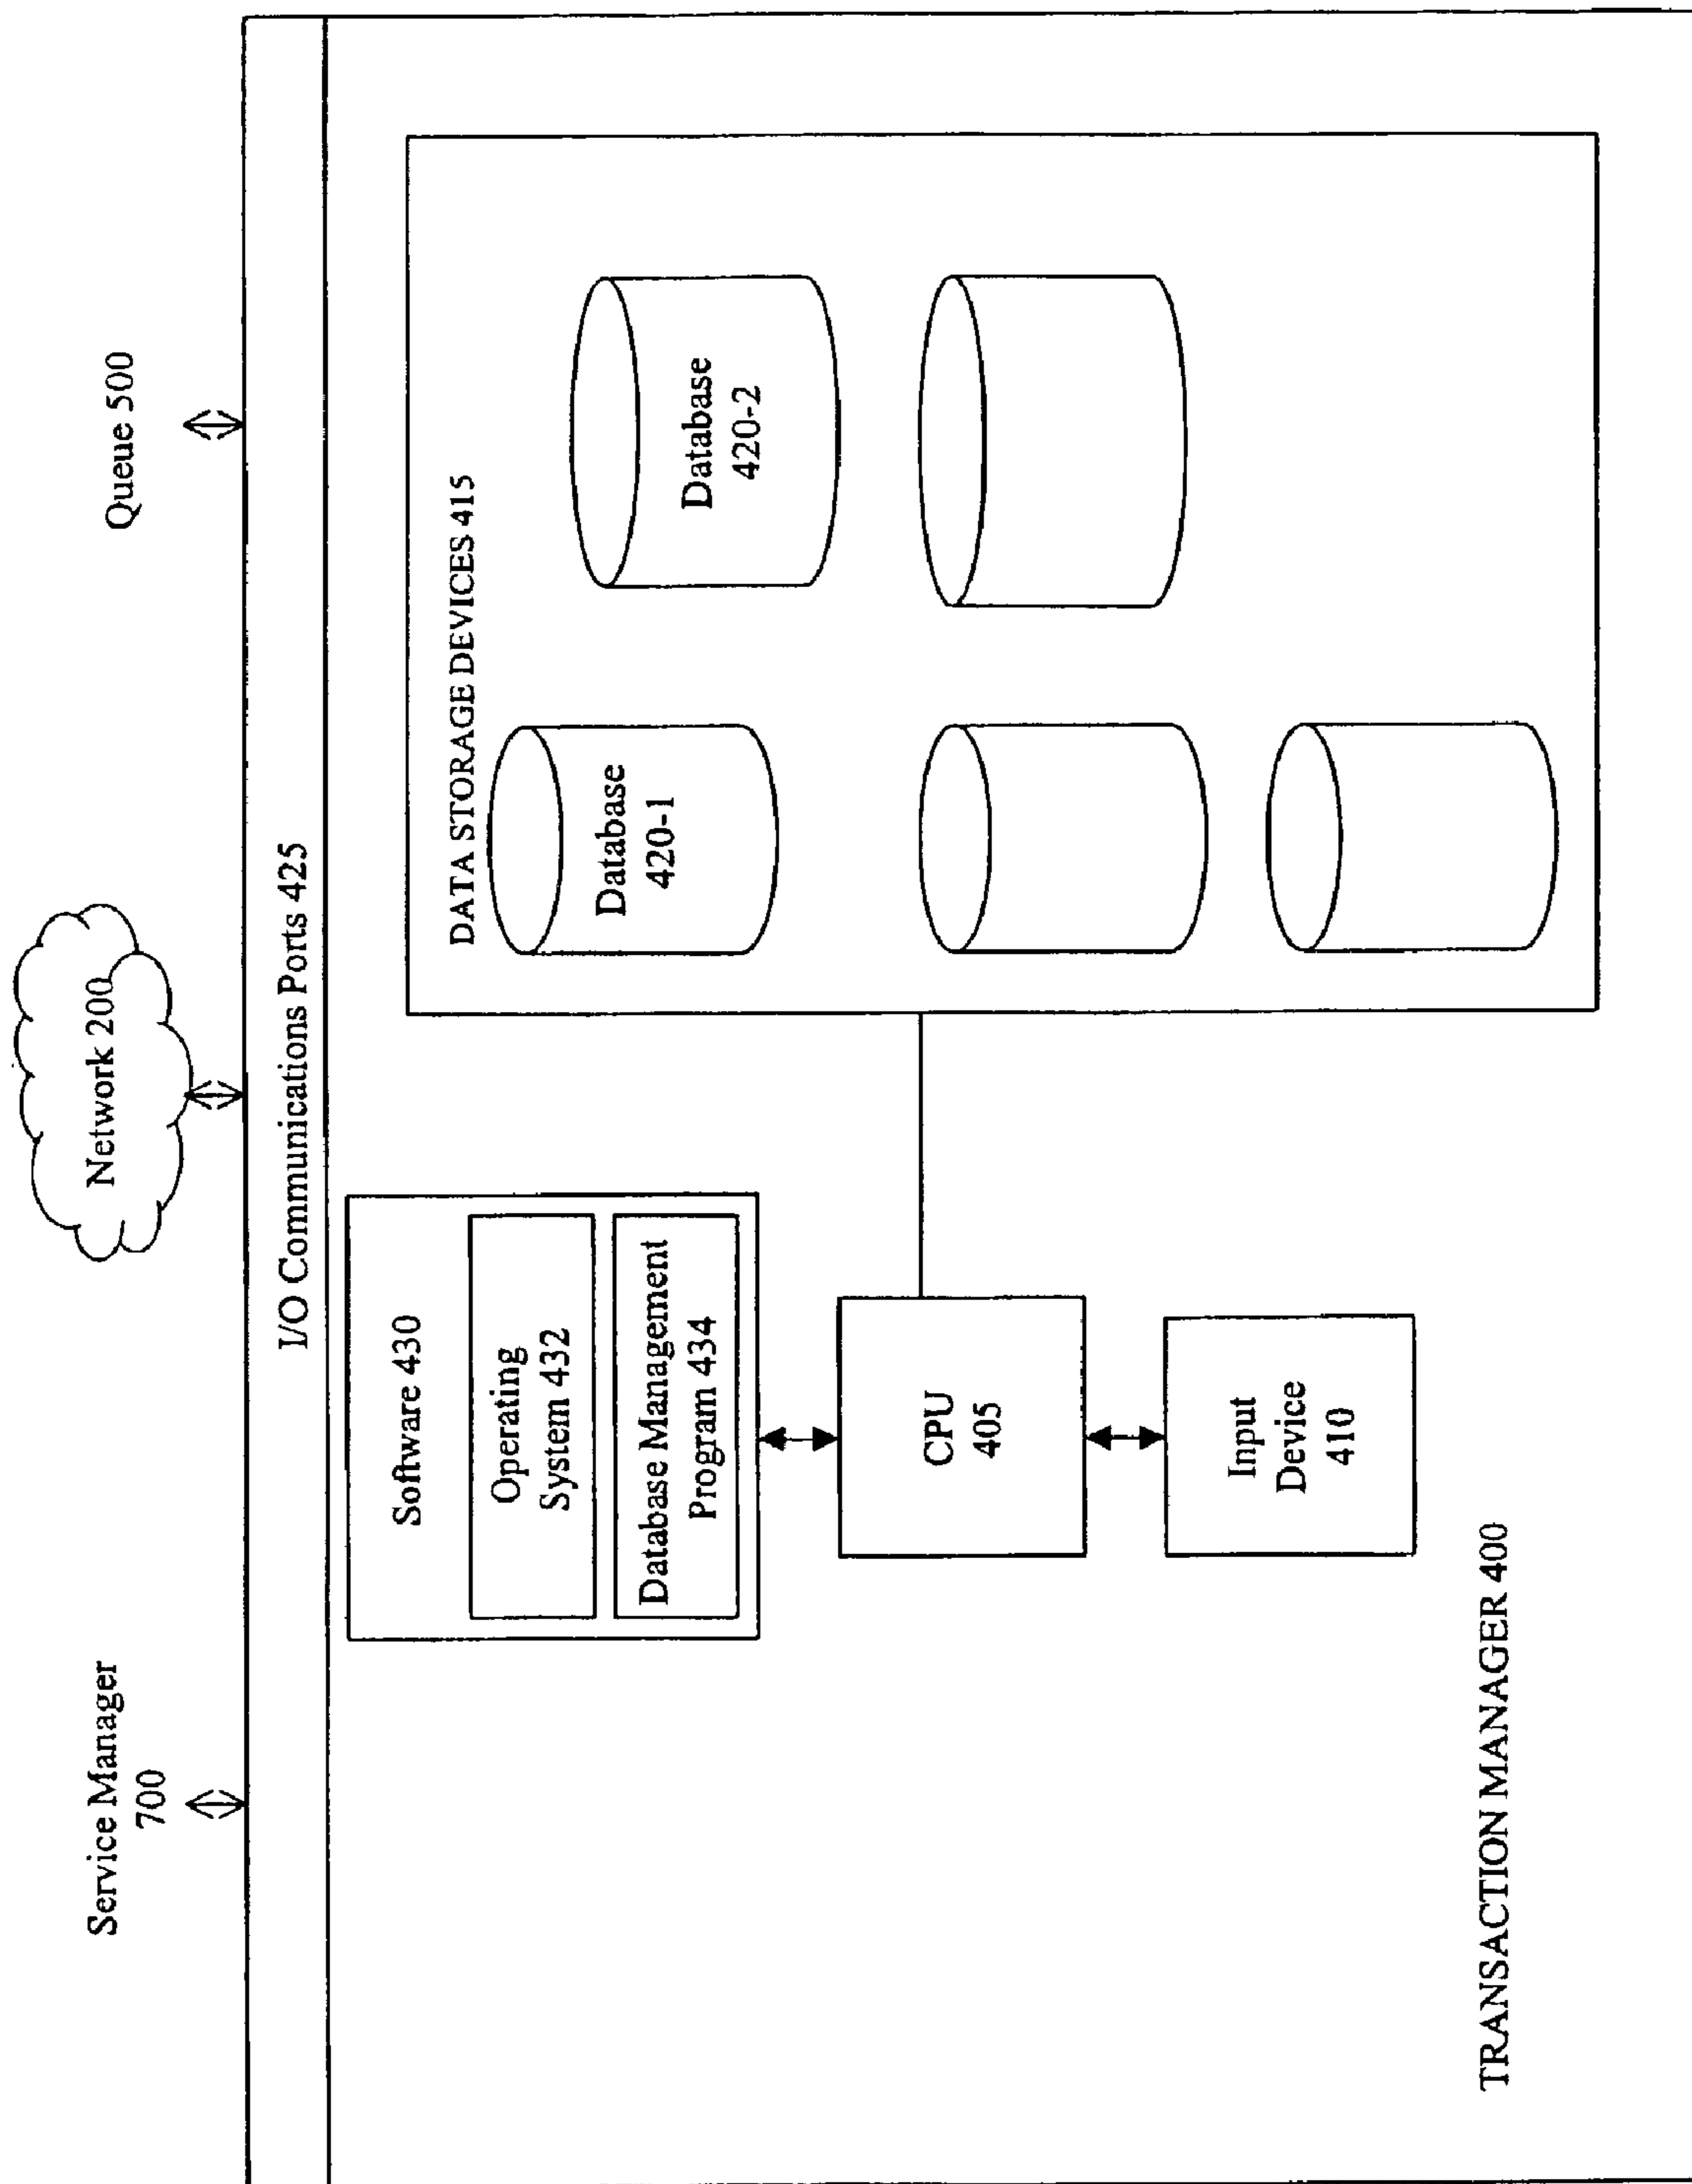 Service Manager
700
Network 200
Queue 500
I/O Communications Ports 425
Software 430
Operating
System 432
Database Management
Program 434
CPU
405
Input
Device
410
DATA STORAGE DEVICES 415
Database
420-1
Database
420-2
TRANSACTION MANAGER 400